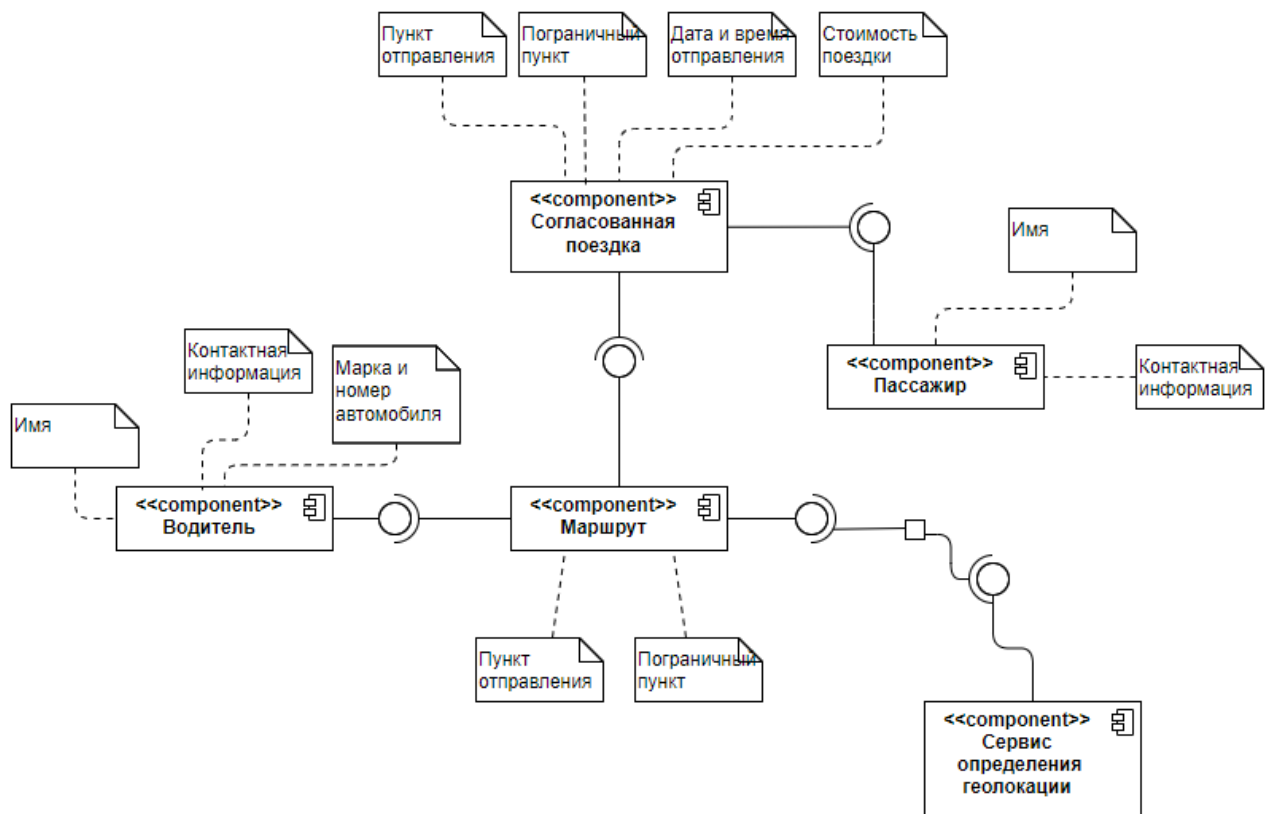 Пункт
отправления
Пограничный
пункт
Дата и время
отправления
Стоимость
поездки
<<component>>
Согласованная
поездка
Имя
Контактная
информация
Марка и
номер
автомобиля
<<component>>
Пассажир
Контактная
информация
Имя
<<component>>
Водитель
<<component>>
Маршрут
Пункт
отправления
Пограничный
пункт
<<component>>
Сервис
определения
геолокации